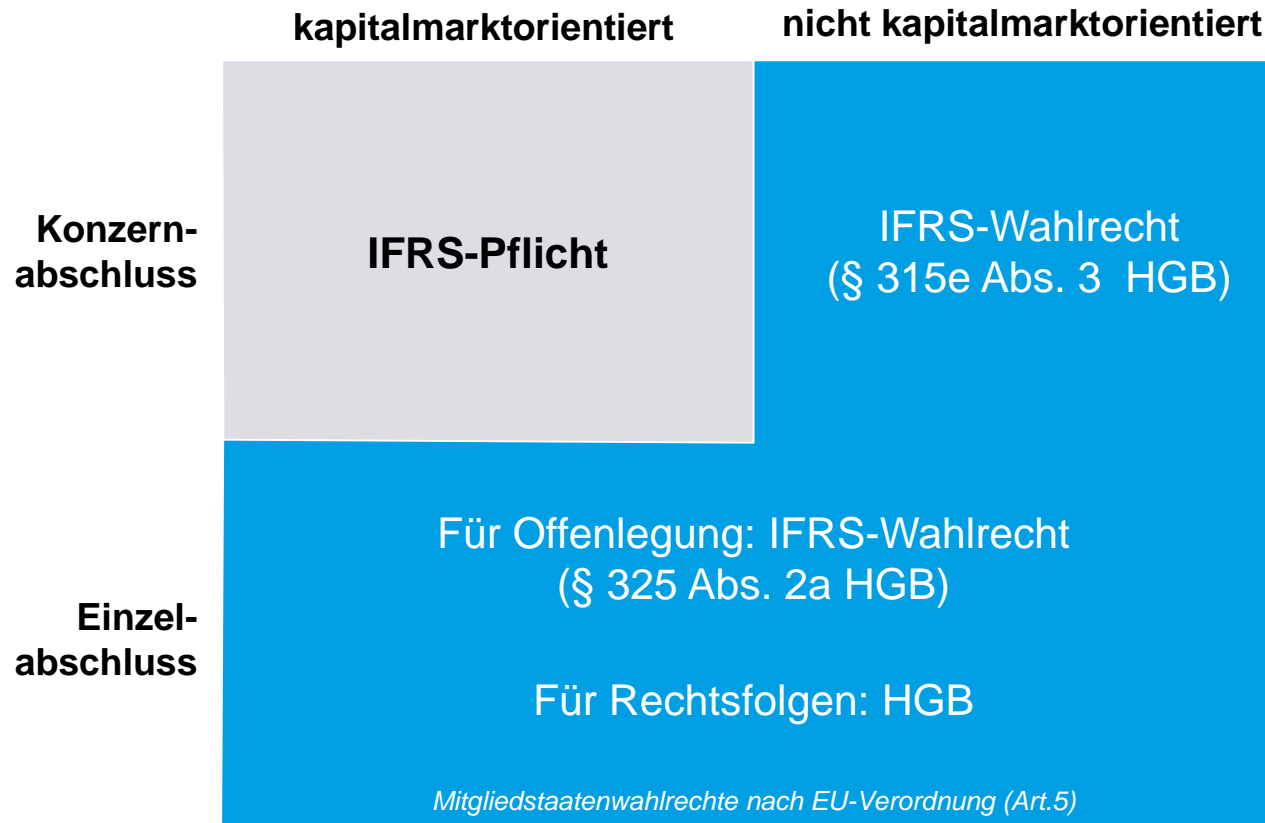 kapitalmarktorientiert
nicht kapitalmarktorientiert
Konzern-
abschluss
IFRS-Pflicht
IFRS-Wahlrecht
(§ 315e Abs. 3 HGB)
Einzel-
abschluss
Für Offenlegung: IFRS-Wahlrecht
(§ 325 Abs. 2a HGB)
Für Rechtsfolgen: HGB
Mitgliedstaatenwahlrechte nach EU-Verordnung (Art.5)